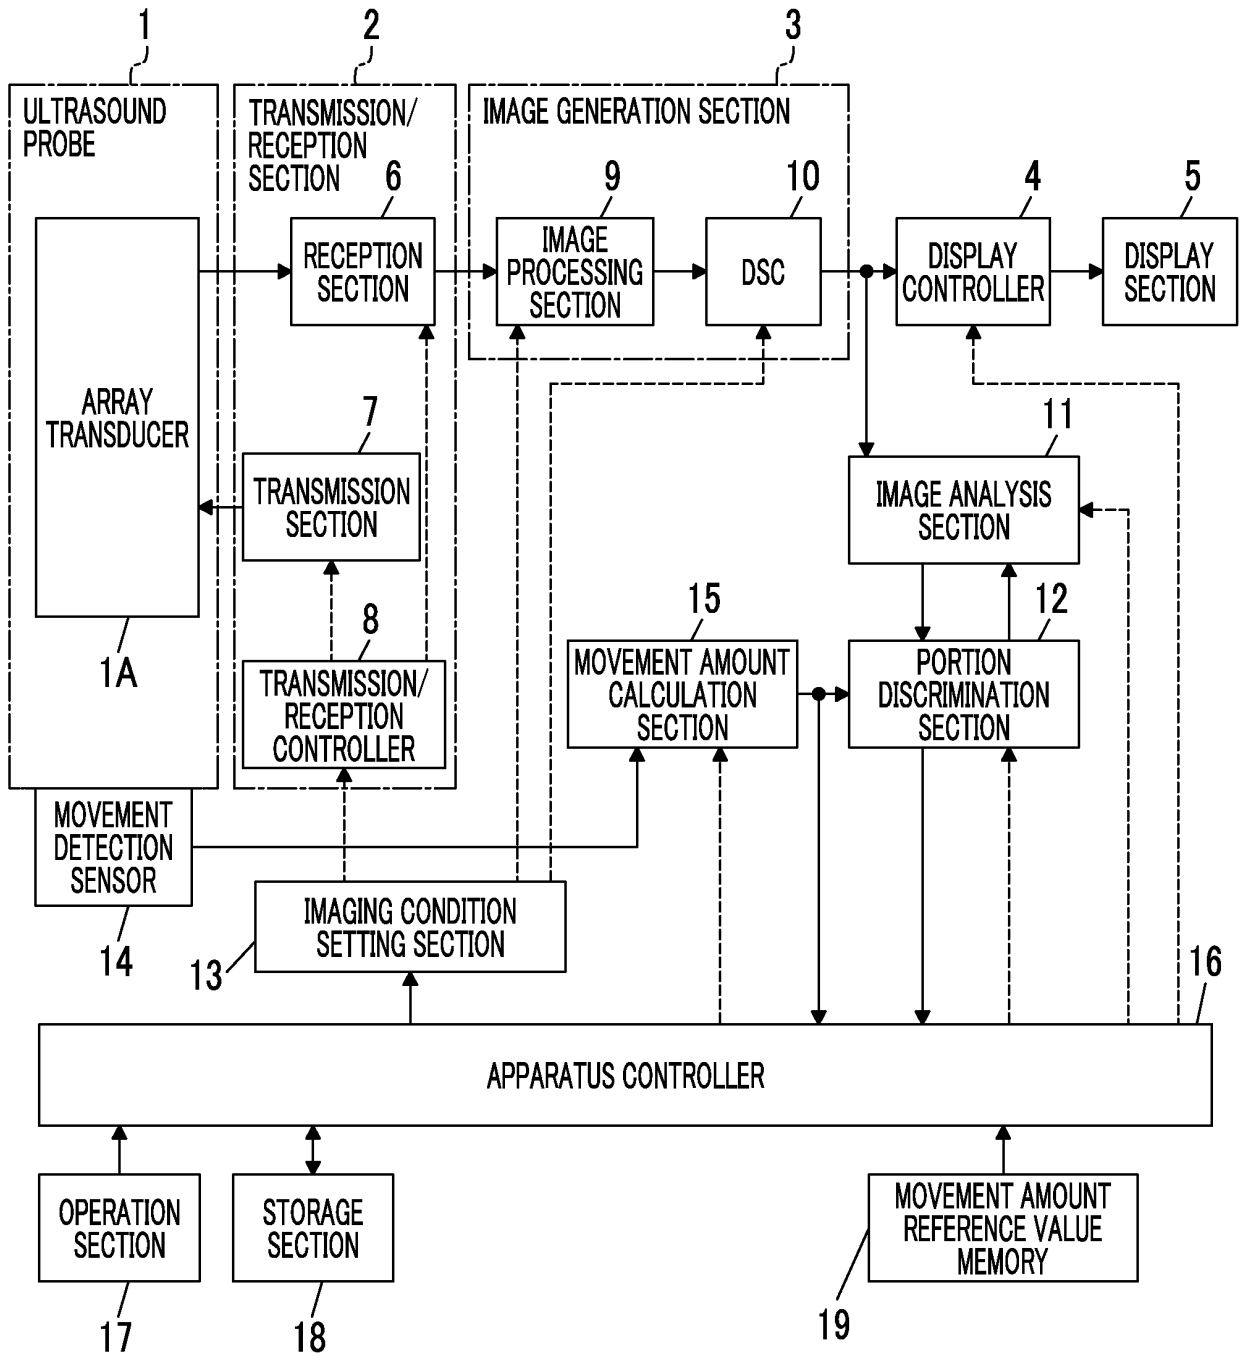 1
2
3
ULTRASOUND
PROBE
TRANSMISSION/
RECEPTION
SECTION
IMAGE GENERATION SECTION
6
9
10
4
5
RECEPTION
SECTION
IMAGE
PROCESSING
SECTION
DSC
DISPLAY
CONTROLLER
DISPLAY
SECTION
ARRAY
TRANSDUCER
7
11
TRANSMISSION
SECTION
IMAGE ANALYSIS
SECTION
1A
8
15
12
TRANSMISSION/
RECEPTION
CONTROLLER
MOVEMENT AMOUNT
CALCULATION
SECTION
PORTION
DISCRIMINATION
SECTION
MOVEMENT
DETECTION
SENSOR
14
13
IMAGING CONDITION
SETTING SECTION
16
APPARATUS CONTROLLER
OPERATION
SECTION
STORAGE
SECTION
MOVEMENT AMOUNT
REFERENCE VALUE
MEMORY
17
18
19